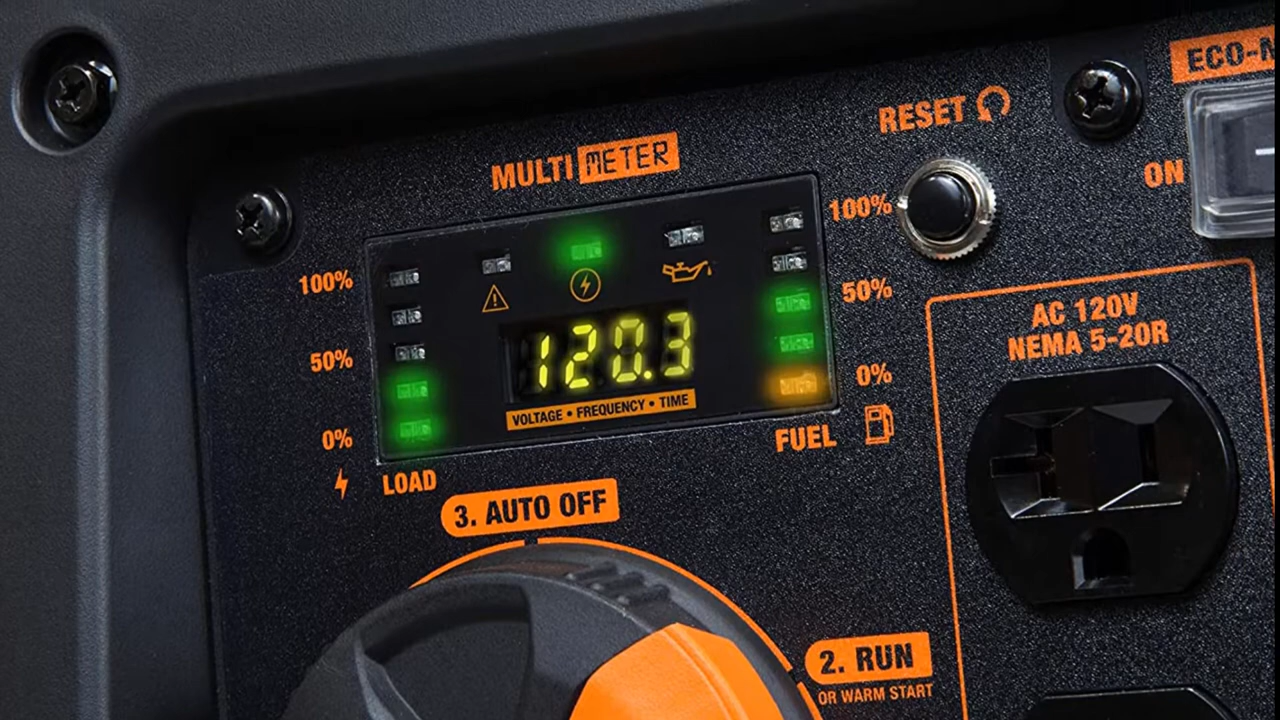 ECO-M
RESET
MULTI METER
ON
100%
50%
0%
LOAD
120.3
VOLTAGE • FREQUENCY • TIME
100%
50%
0%
FUEL
AC 120V
NEMA 5-20R
3. AUTO OFF
2. RUN
OR WARM START